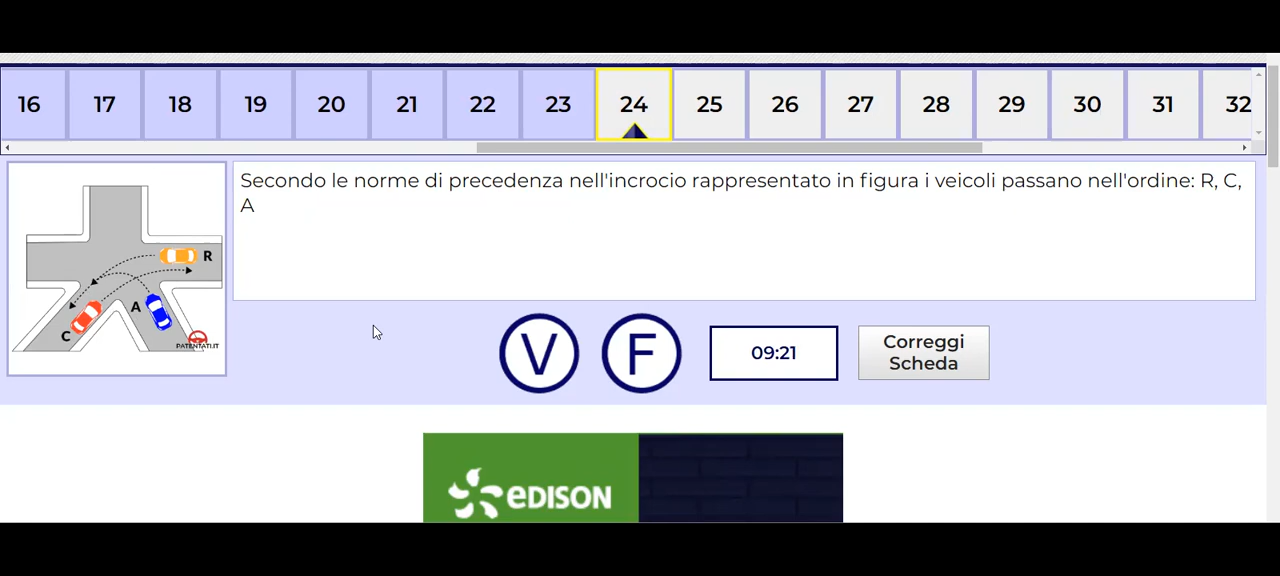 16 17 18 19 20 21 22 23 24 25 26 27 28 29 30 31 32
Secondo le norme di precedenza nell'incrocio rappresentato in figura i veicoli passano nell'ordine: R, C,
A
R
A
C
PATENTATI.IT
V F 09:21 Correggi
Scheda
eDISON